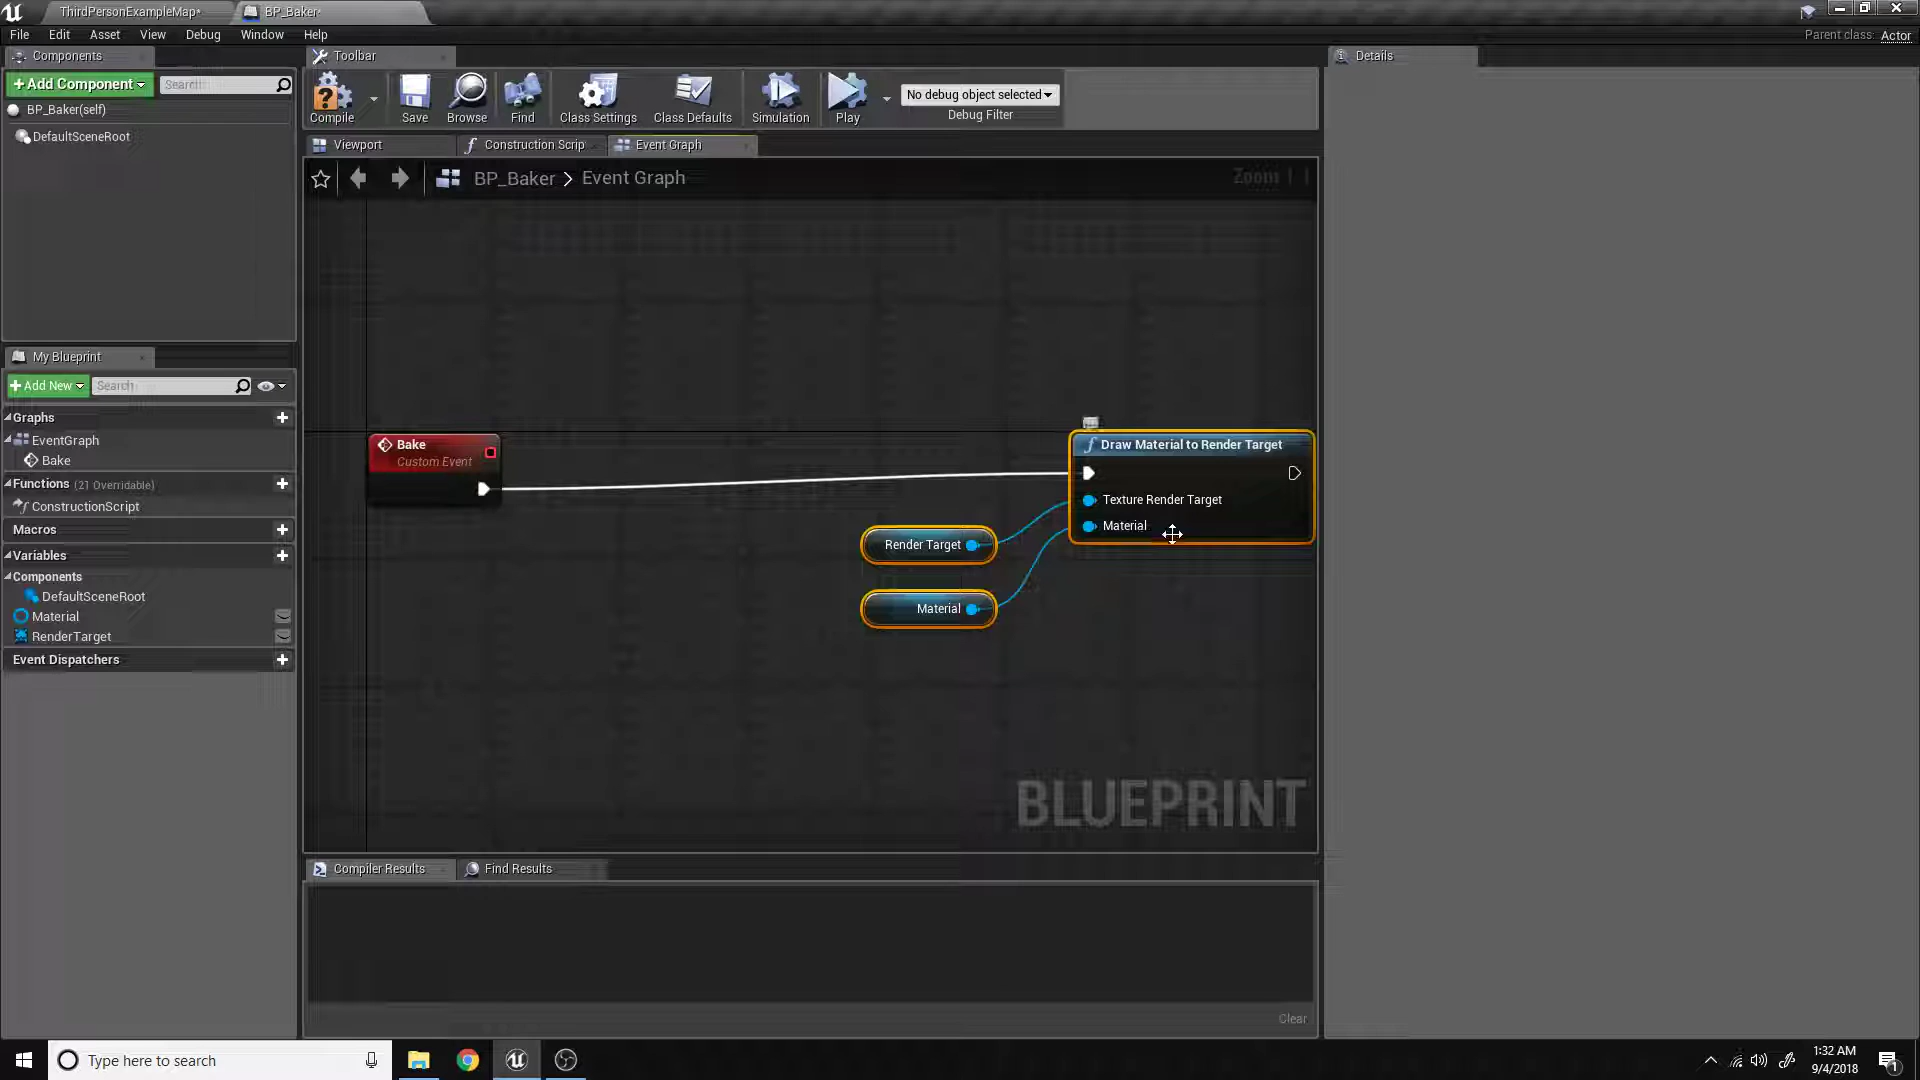 ThirdPersonExampleMap*
BP_Baker*
File Edit Asset View Debug Window Help
Parent class: Actor
Components
Toolbar
Details
+Add Component
Search
BP_Baker(self)
DefaultSceneRoot
Compile
Save
Browse
Find
Class Settings
Class Defaults
Simulation
Play
No debug object selected
Debug Filter
Viewport
Construction Scrip
Event Graph
BP_Baker > Event Graph
Zoom
My Blueprint
+Add New
Search
Graphs
EventGraph
Bake
Functions (21 Overridable)
ConstructionScript
Macros
Variables
Components
DefaultSceneRoot
Material
RenderTarget
Event Dispatchers
Bake
Custom Event
Draw Material to Render Target
Texture Render Target
Material
Render Target
Material
BLUEPRINT
Compiler Results
Find Results
Clear
Type here to search
1:32 AM
9/4/2018
1